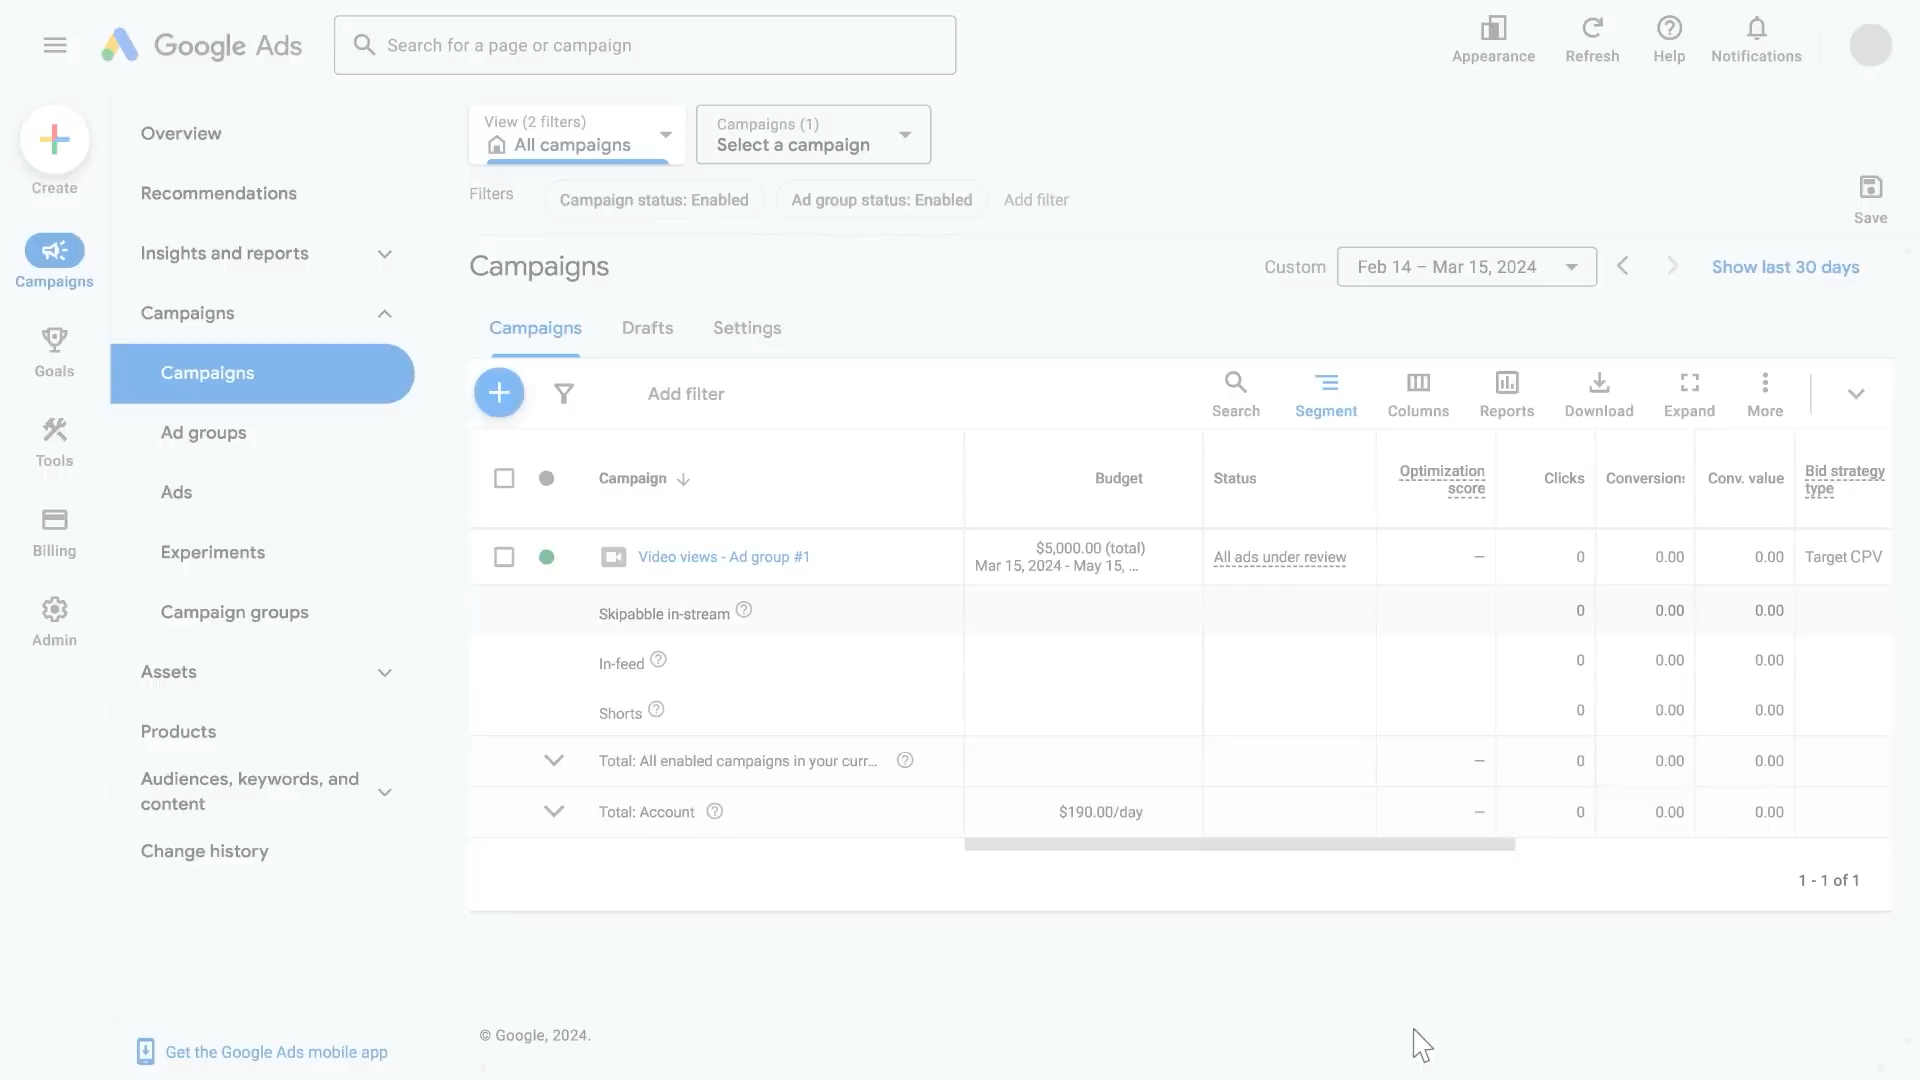 Google Ads
Search for a page or campaign
Appearance
Refresh
Help
Notifications
Create
Campaigns
Goals
Tools
Billing
Admin
Overview
Recommendations
Insights and reports
Campaigns
Campaigns
Ad groups
Ads
Experiments
Campaign groups
Assets
Products
Audiences, keywords, and
content
Change history
Get the Google Ads mobile app
View (2 filters)
All campaigns
Campaigns (1)
Select a campaign
Filters
Campaign status: Enabled
Ad group status: Enabled
Add filter
Save
Campaigns
Custom
Feb 14 – Mar 15, 2024
Show last 30 days
Campaigns
Drafts
Settings
Add filter
Search
Segment
Columns
Reports
Download
Expand
More
Campaign
Budget
Status
Optimization
score
Clicks
Conversions
Conv. value
Bid strategy
type
Video views - Ad group #1
$5,000.00 (total)
Mar 15, 2024 - May 15, ...
All ads under review
–
0
0.00
0.00
Target CPV
Skipabble in-stream
0
0.00
0.00
In-feed
0
0.00
0.00
Shorts
0
0.00
0.00
Total: All enabled campaigns in your curr...
–
0
0.00
0.00
Total: Account
$190.00/day
–
0
0.00
0.00
1 - 1 of 1
© Google, 2024.